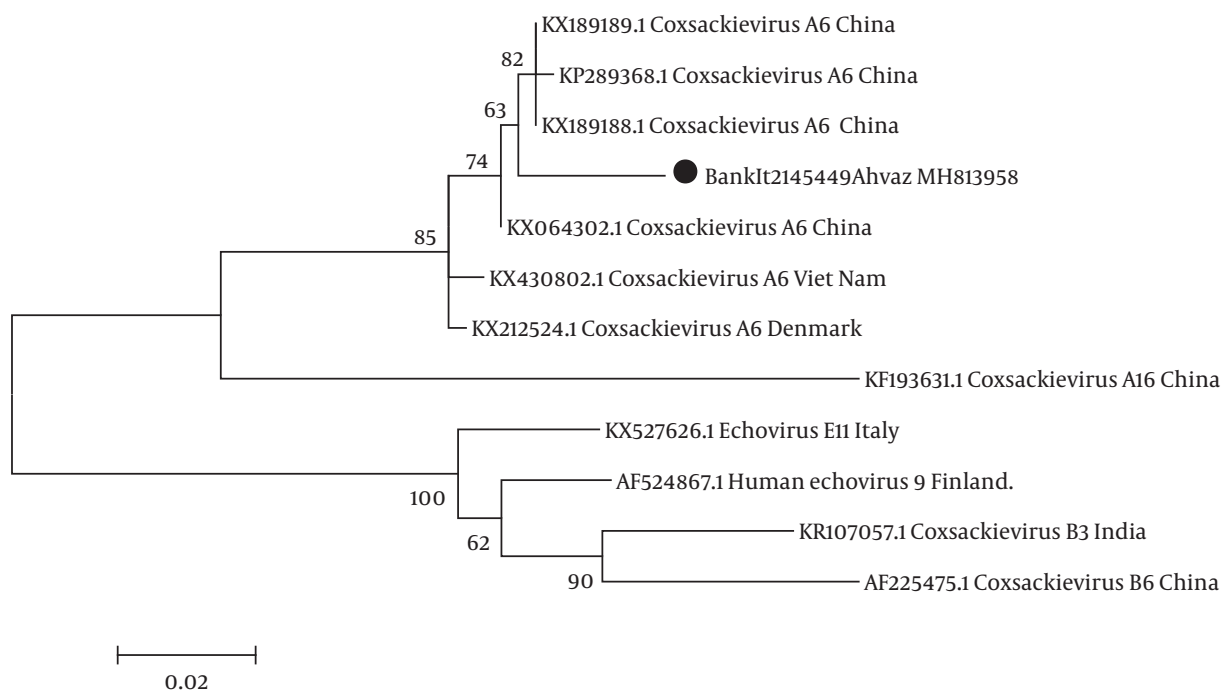 KX189189.1 Coxsackievirus A6 China
82
KP289368.1 Coxsackievirus A6 China
63
KX189188.1 Coxsackievirus A6 China
74
BankIt2145449Ahvaz MH813958
KX064302.1 Coxsackievirus A6 China
85
KX430802.1 Coxsackievirus A6 Viet Nam
KX212524.1 Coxsackievirus A6 Denmark
KF193631.1 Coxsackievirus A16 China
KX527626.1 Echovirus E11 Italy
AF524867.1 Human echovirus 9 Finland.
100
KR107057.1 Coxsackievirus B3 India
62
AF225475.1 Coxsackievirus B6 China
90
0.02